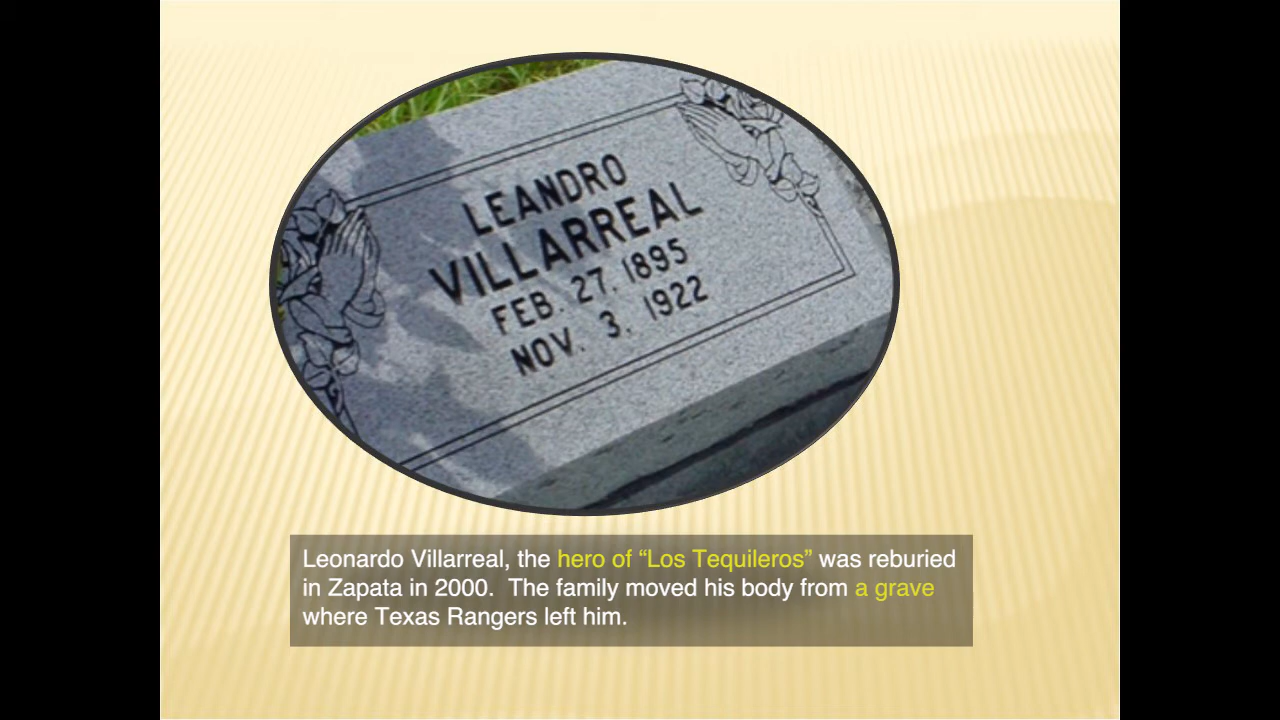 LEANDRO
VILLARREAL
FEB. 27, 1895
NOV. 3, 1922
Leonardo Villarreal, the hero of “Los Tequileros” was reburied
in Zapata in 2000.  The family moved his body from a grave
where Texas Rangers left him.